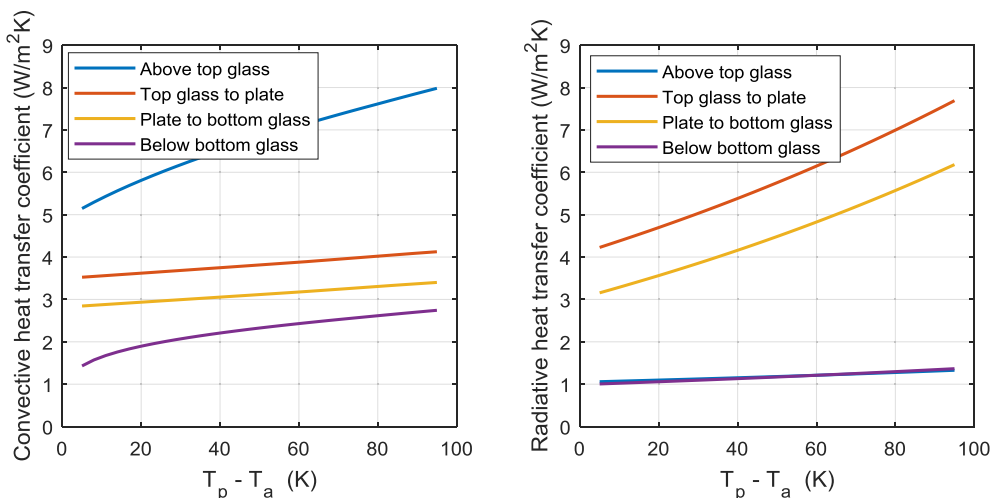 Convective heat transfer coefficient (W/m²K)
9
8
7
6
5
4
3
2
1
0
Above top glass
Top glass to plate
Plate to bottom glass
Below bottom glass
0 20 40 60 80 100
Tp - Ta (K)
Radiative heat transfer coefficient (W/m²K)
9
8
7
6
5
4
3
2
1
0
Above top glass
Top glass to plate
Plate to bottom glass
Below bottom glass
0 20 40 60 80 100
Tp - Ta (K)